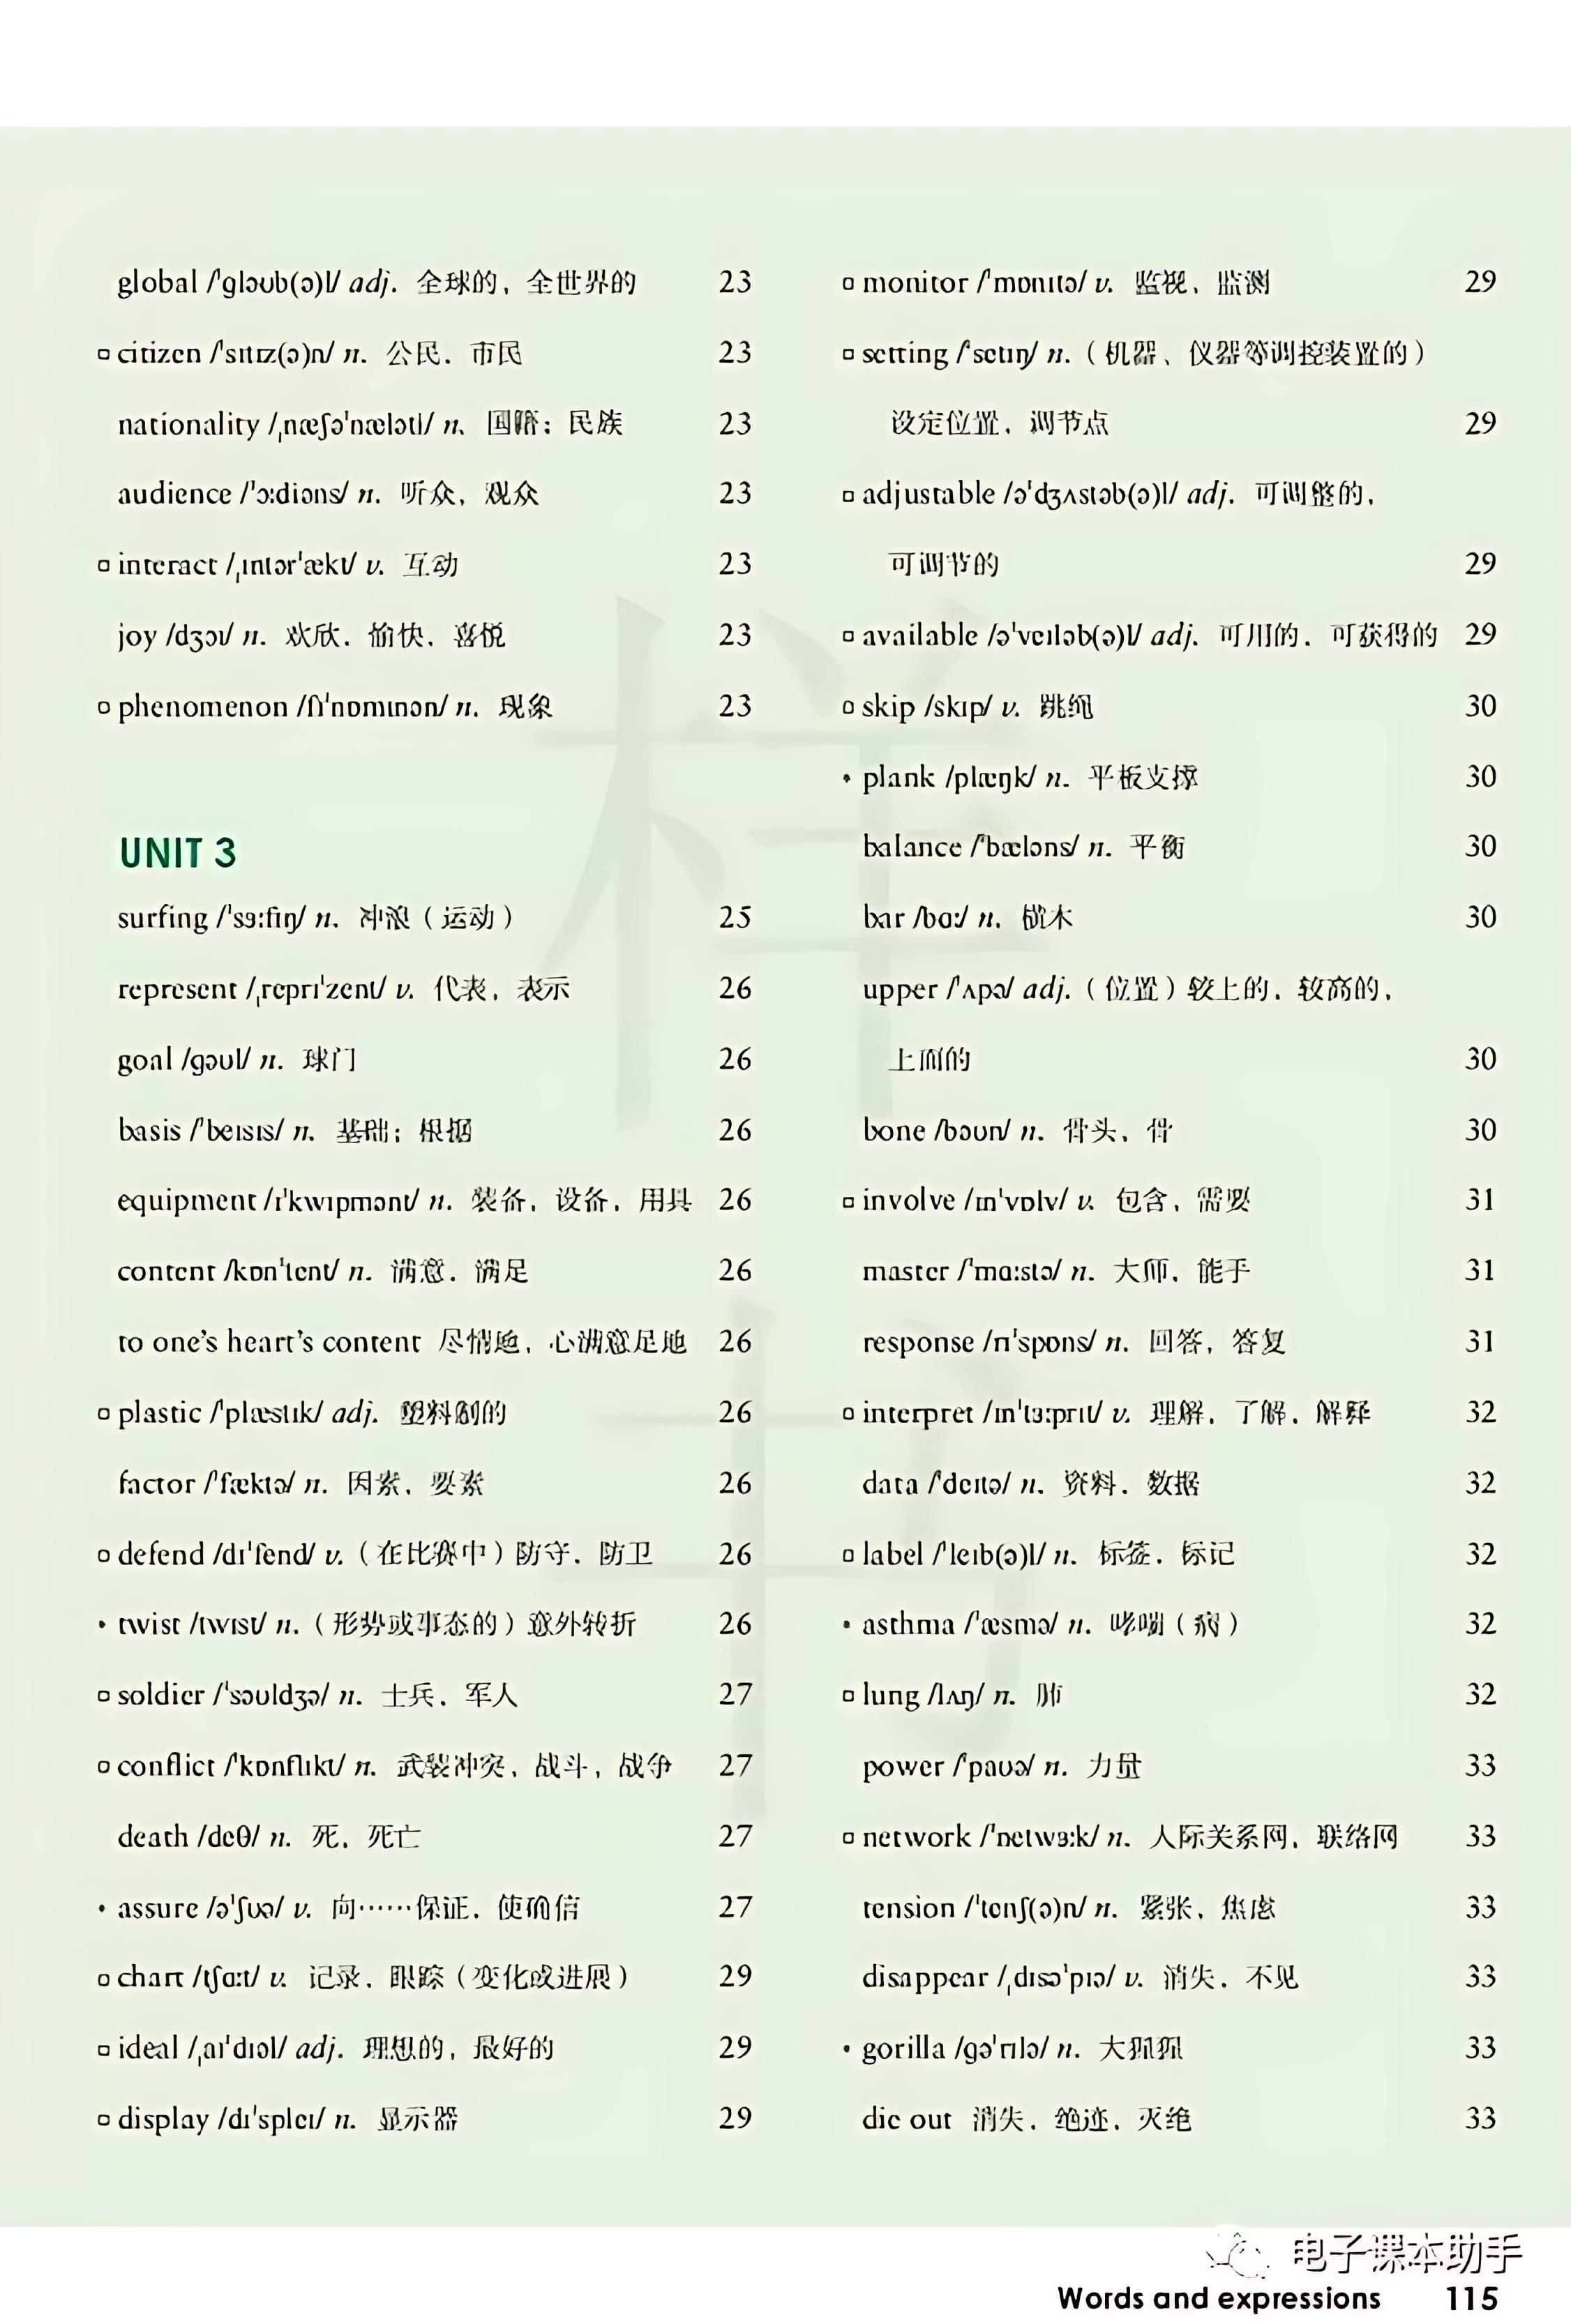 global /ˈɡləʊb(ə)l/ adj. 全球的，全世界的 23
citizen /ˈsɪtɪz(ə)n/ n. 公民，市民 23
nationality /ˌnæʃəˈnæləti/ n. 国籍；民族 23
audience /ˈɔːdiəns/ n. 听众，观众 23
interact /ˌɪntərˈækt/ v. 互动 23
joy /dʒɔɪ/ n. 欢欣，愉快，喜悦 23
phenomenon /fɪˈnɒmɪnən/ n. 现象 23
UNIT 3
surfing /ˈsɜːfɪŋ/ n. 冲浪（运动） 25
represent /ˌreprɪˈzent/ v. 代表，表示 26
goal /ɡəʊl/ n. 球门 26
basis /ˈbeɪsɪs/ n. 基础；根据 26
equipment /ɪˈkwɪpmənt/ n. 装备，设备，用具 26
content /kɒnˈtent/ n. 满意，满足 26
to one's heart's content 尽情地，心满意足地 26
plastic /ˈplæstɪk/ adj. 塑料制的 26
factor /ˈfæktə/ n. 因素，要素 26
defend /dɪˈfend/ v.（在比赛中）防守，防卫 26
• twist /twɪst/ n.（形势或事态的）意外转折 26
soldier /ˈsəʊldʒə/ n. 士兵，军人 27
conflict /ˈkɒnflɪkt/ n. 武装冲突，战斗，战争 27
death /deθ/ n. 死，死亡 27
• assure /əˈʃʊə/ v. 向……保证，使确信 27
chart /tʃɑːt/ v. 记录，跟踪（变化或进展） 29
ideal /ˌaɪˈdɪəl/ adj. 理想的，最好的 29
display /dɪˈspleɪ/ n. 显示器 29
monitor /ˈmɒnɪtə/ v. 监视，监测 29
setting /ˈsetɪŋ/ n.（机器、仪器等调控装置的）
设定位置，调节点 29
adjustable /əˈdʒʌstəb(ə)l/ adj. 可调整的，
可调节的 29
available /əˈveɪləb(ə)l/ adj. 可用的，可获得的 29
skip /skɪp/ v. 跳绳 30
• plank /plæŋk/ n. 平板支撑 30
balance /ˈbæləns/ n. 平衡 30
bar /bɑː/ n. 横木 30
upper /ˈʌpə/ adj.（位置）较上的，较高的，
上面的 30
bone /bəʊn/ n. 骨头，骨 30
involve /ɪnˈvɒlv/ v. 包含，需要 31
master /ˈmɑːstə/ n. 大师，能手 31
response /rɪˈspɒns/ n. 回答，答复 31
interpret /ɪnˈtɜːprɪt/ v. 理解，了解，解释 32
data /ˈdeɪtə/ n. 资料，数据 32
label /ˈleɪb(ə)l/ n. 标签，标记 32
• asthma /ˈæsmə/ n. 哮喘（病） 32
lung /lʌŋ/ n. 肺 32
power /ˈpaʊə/ n. 力量 33
network /ˈnetwɜːk/ n. 人际关系网，联络网 33
tension /ˈtenʃ(ə)n/ n. 紧张，焦虑 33
disappear /ˌdɪsəˈpɪə/ v. 消失，不见 33
• gorilla /ɡəˈrɪlə/ n. 大猩猩 33
die out 消失，绝迹，灭绝 33
样书
电子课本助手
Words and expressions 115